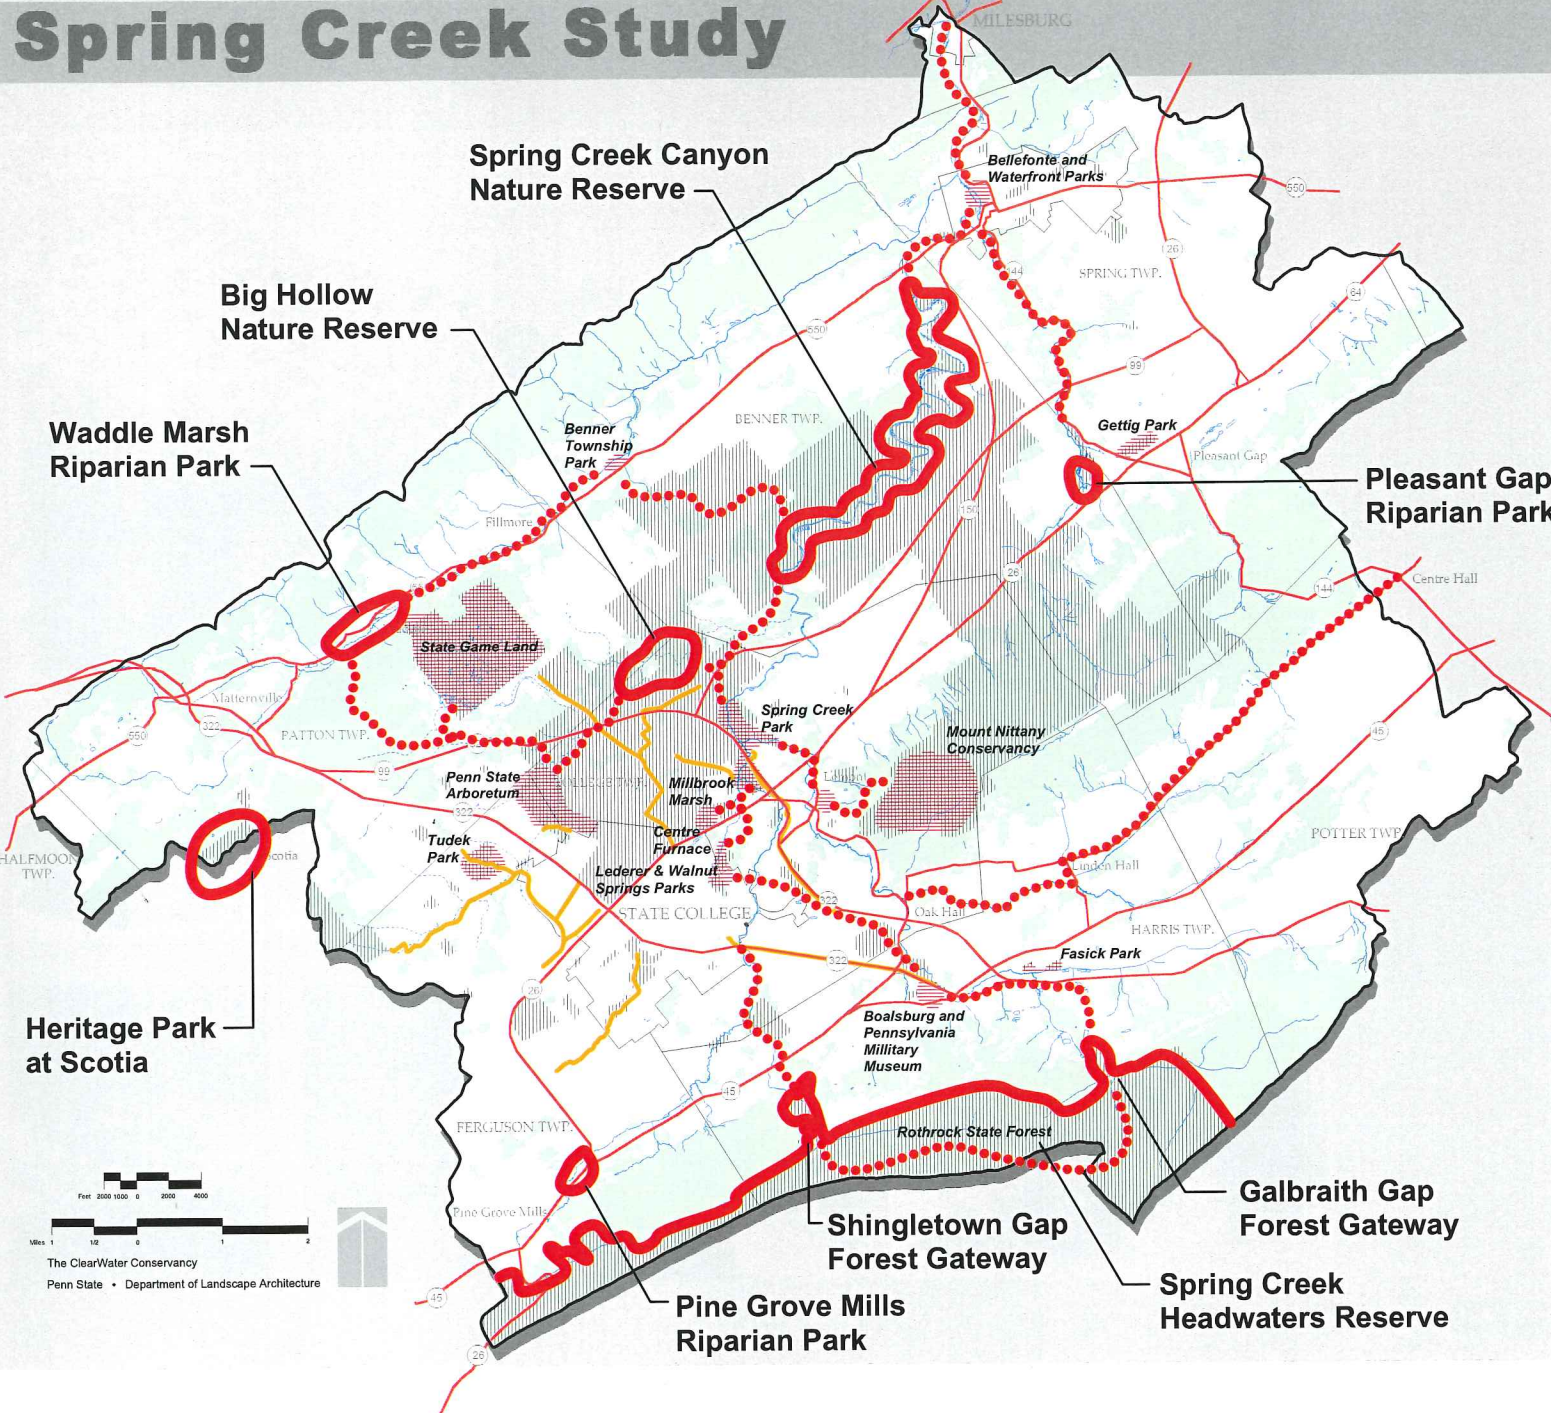 Spring Creek Study
MILESBURG
Spring Creek Canyon
Nature Reserve
Bellefonte and
Waterfront Parks
550
26
144
SPRING TWP.
64
Big Hollow
Nature Reserve
550
99
BENNER TWP.
Benner
Township
Park
Gettig Park
Pleasant Gap
Waddle Marsh
Riparian Park
Pleasant Gap
Riparian Park
Fillmore
150
26
144
Centre Hall
State Game Land
Matternville
322
550
PATTON TWP.
99
Spring Creek
Park
Mount Nittany
Conservancy
45
Penn State
Arboretum
Millbrook
Marsh
322
Tudek
Park
Centre
Furnace
POTTER TWP.
HALFMOON
TWP.
Lederer & Walnut
Springs Parks
Linden Hall
322
STATE COLLEGE
Oak Hall
HARRIS TWP.
322
Fasick Park
26
Heritage Park
at Scotia
Boalsburg and
Pennsylvania
Millitary
Museum
45
FERGUSON TWP.
Rothrock State Forest
Feet 2000 1000 0 2000 4000
Pine Grove Mills
Galbraith Gap
Forest Gateway
Shingletown Gap
Forest Gateway
Miles 1 1/2 0 1 2
The ClearWater Conservancy
Penn State • Department of Landscape Architecture
Spring Creek
Headwaters Reserve
45
Pine Grove Mills
Riparian Park
26